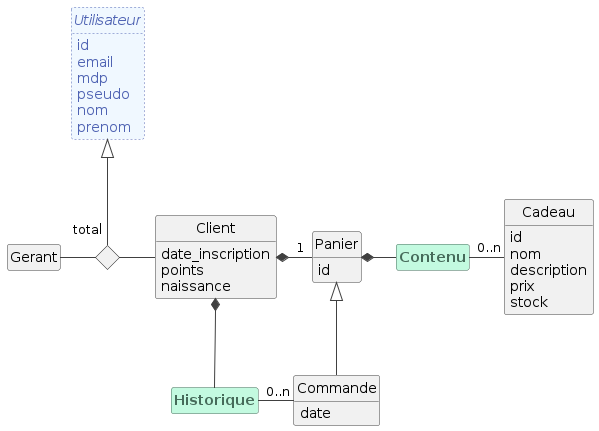 Utilisateur
id
email
mdp
pseudo
nom
prenom
total
Gerant
Client
date_inscription
points
naissance
1
Panier
id
Contenu
0..n
Cadeau
id
nom
description
prix
stock
Historique
0..n
Commande
date